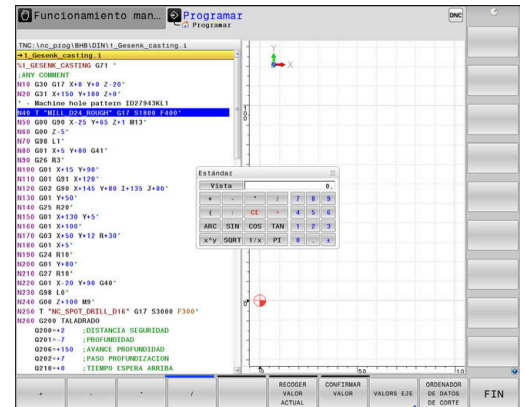 Funcionamiento man...
Programar
Programar
DNC
TNC:\nc_prog\BHB\DIN\1_Gesenk_casting.i
→1_Gesenk_casting.i
%1_GESENK_CASTING G71 *
;ANY COMMENT
N10 G30 G17 X+0 Y+0 Z-20*
N20 G31 X+150 Y+100 Z+0*
* - Machine hole pattern ID27943KL1
N40 T "MILL_D24_ROUGH" G17 S1800 F400*
N50 G00 G90 X-25 Y+65 Z+1 M13*
N60 G00 Z-5*
N70 G98 L1*
N80 G01 X+5 Y+80 G41*
N90 G26 R3*
N100 G01 X+15 Y+90*
N110 G01 G91 X+120*
N120 G02 G90 X+145 Y+80 I+135 J+80*
N130 G01 Y+50*
N140 G25 R20*
N150 G01 X+130 Y+5*
N160 G01 X+100*
N170 G03 X+50 Y+12 R+30*
N180 G01 X+5*
N190 G24 R10*
N200 G01 Y+80*
N210 G27 R10*
N220 G01 X-20 Y+90 G40*
N230 G98 L0*
N240 G00 Z+100 M9*
N250 T "NC_SPOT_DRILL_D16" G17 S3000 F300*
N260 G200 TALADRADO
Q200=+2 ;DISTANCIA SEGURIDAD
Q201=-7 ;PROFUNDIDAD
Q206=+150 ;AVANCE PROFUNDIDAD
Q202=+7 ;PASO PROFUNDIZACION
Q210=+0 ;TIEMPO ESPERA ARRIBA
Y
X
100
0
0 50 10
Estándar
Vista 0.
+ - * / 7 8 9
( ) CE = 4 5 6
ARC SIN COS TAN 1 2 3
x^y SQRT 1/x PI 0 . ±
+ - * /
RECOGER VALOR ACTUAL
CONFIRMAR VALOR
VALORS EJE
ORDENADOR DE DATOS DE CORTE
FIN